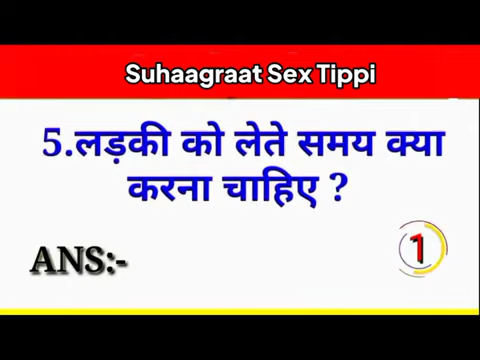 Suhaagraat Sex Tippi
5.लड़की को लेते समय क्या
करना चाहिए ?
1
ANS:-